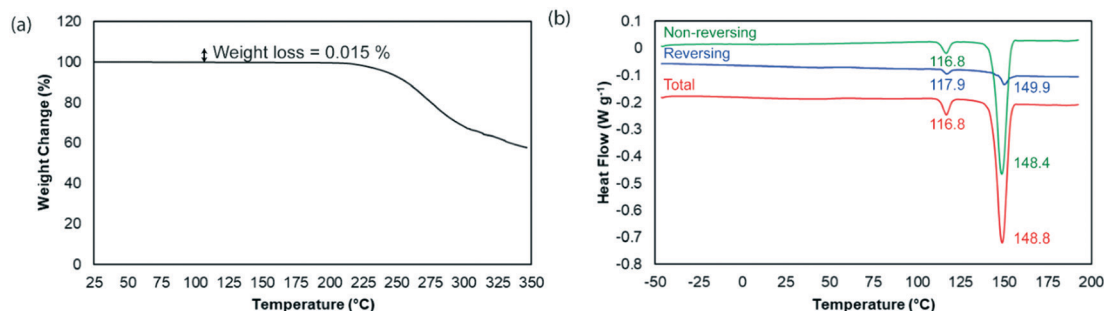 (a)
120
100
80
60
40
20
0
Weight Change (%)
Weight loss = 0.015 %
25 50 75 100 125 150 175 200 225 250 275 300 325 350
Temperature (°C)
(b)
0.1
0
-0.1
-0.2
-0.3
-0.4
-0.5
-0.6
-0.7
-0.8
Heat Flow (W g⁻¹)
Non-reversing
116.8
Reversing
117.9
149.9
Total
116.8
148.4
148.8
-50 -25 0 25 50 75 100 125 150 175 200
Temperature (°C)